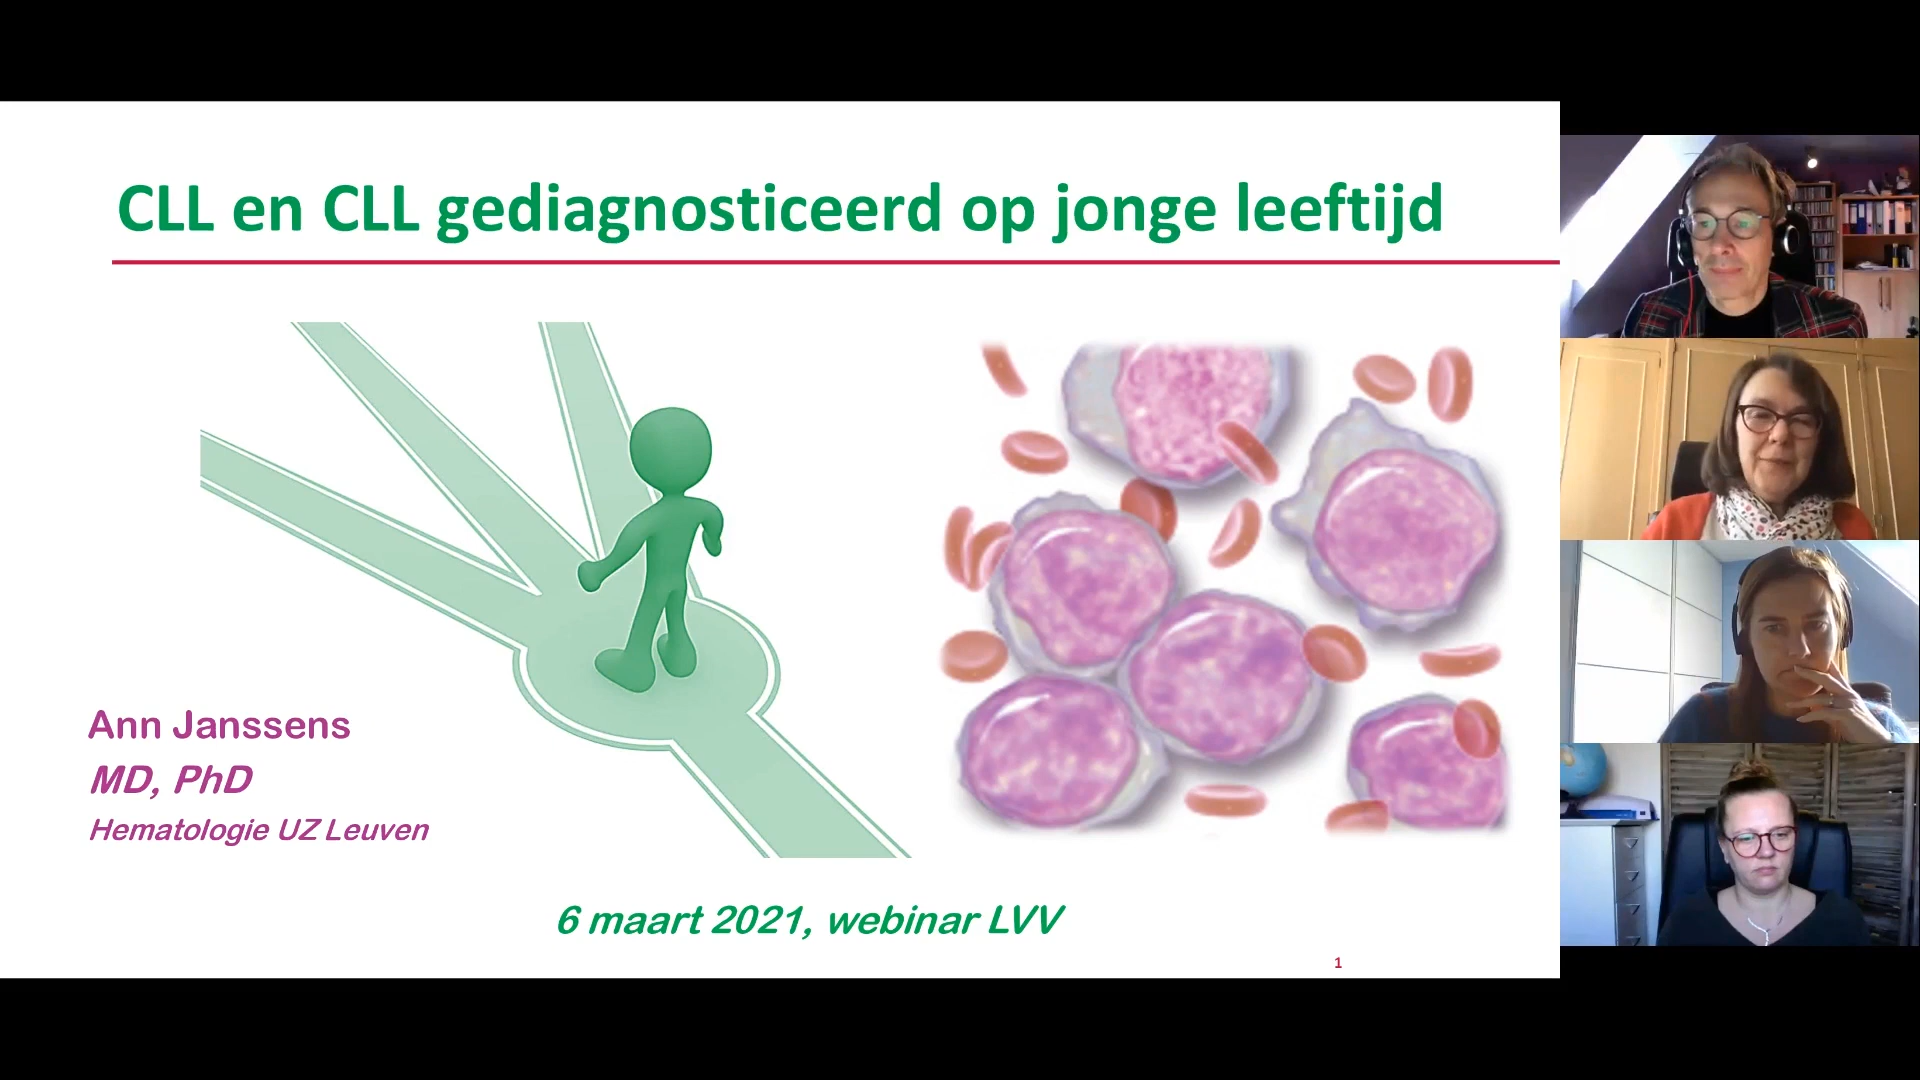 CLL en CLL gediagnosticeerd op jonge leeftijd
Ann Janssens
MD, PhD
Hematologie UZ Leuven
6 maart 2021, webinar LVV
1